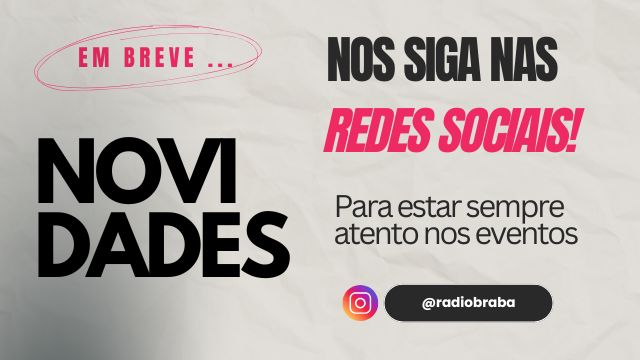 EM BREVE ...
NOVI
DADES
NOS SIGA NAS
REDES SOCIAIS!
Para estar sempre
atento nos eventos
@radiobraba